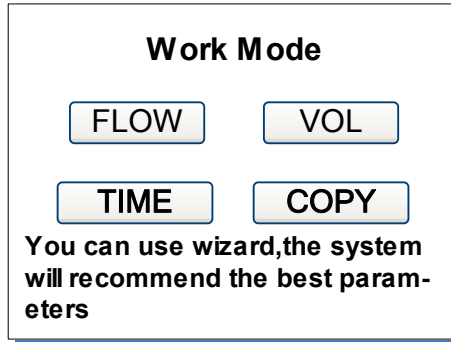 Work Mode
FLOW VOL
TIME COPY
You can use wizard,the system
will recommend the best param-
eters